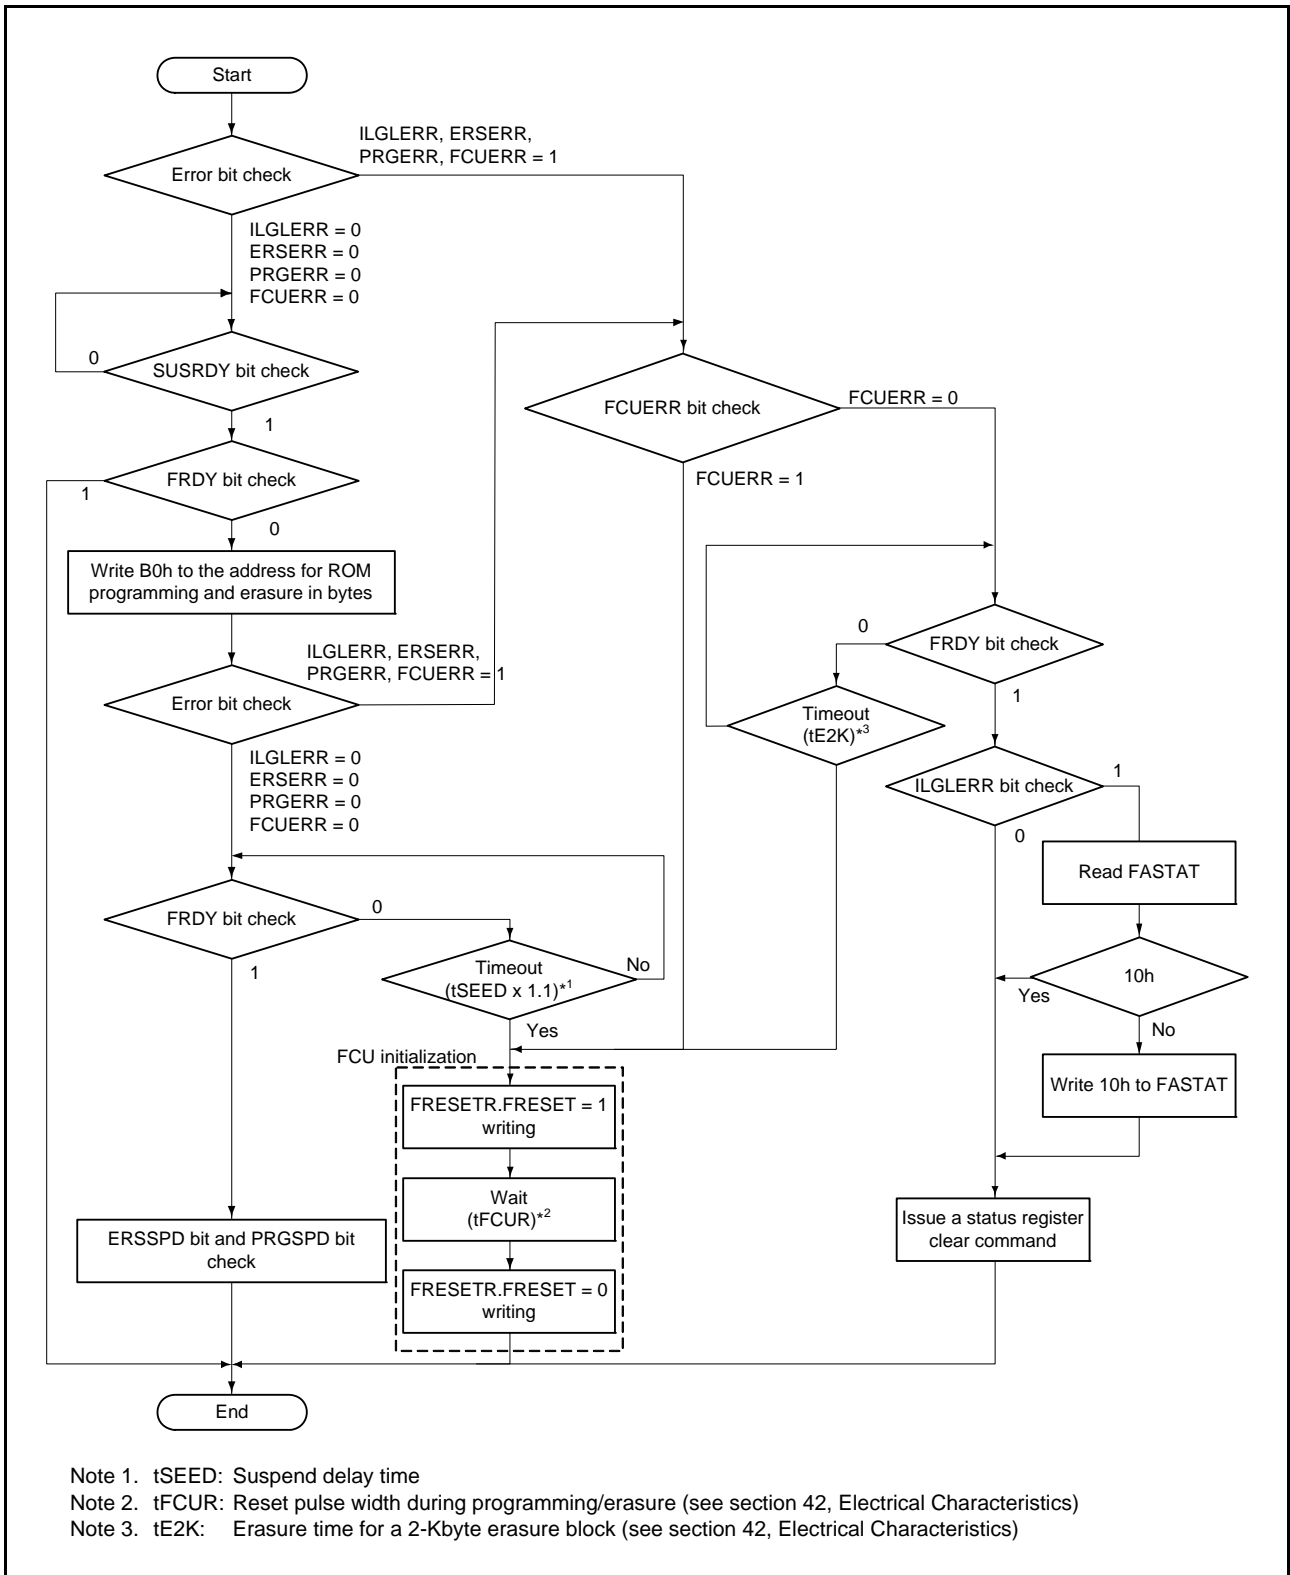 Start
ILGLERR, ERSERR,
PRGERR, FCUERR = 1
Error bit check
ILGLERR = 0
ERSERR = 0
PRGERR = 0
FCUERR = 0
0
SUSRDY bit check
1
FCUERR bit check
FCUERR = 0
FCUERR = 1
FRDY bit check
1
0
Write B0h to the address for ROM
programming and erasure in bytes
ILGLERR, ERSERR,
PRGERR, FCUERR = 1
Error bit check
ILGLERR = 0
ERSERR = 0
PRGERR = 0
FCUERR = 0
0
FRDY bit check
1
Timeout
(tE2K)*3
ILGLERR bit check
1
0
Read FASTAT
10h
Yes
No
Write 10h to FASTAT
Issue a status register
clear command
FRDY bit check
0
1
Timeout
(tSEED x 1.1)*1
No
Yes
FCU initialization
FRESETR.FRESET = 1
writing
Wait
(tFCUR)*2
FRESETR.FRESET = 0
writing
ERSSPD bit and PRGSPD bit
check
End
Note 1. tSEED: Suspend delay time
Note 2. tFCUR: Reset pulse width during programming/erasure (see section 42, Electrical Characteristics)
Note 3. tE2K: Erasure time for a 2-Kbyte erasure block (see section 42, Electrical Characteristics)